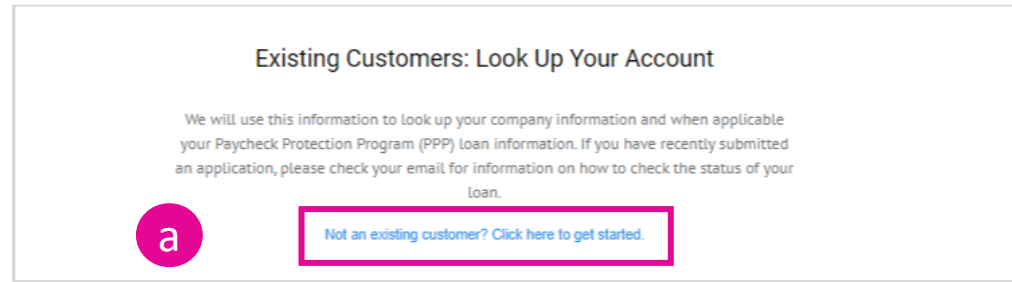 Existing Customers: Look Up Your Account
We will use this information to look up your company information and when applicable
your Paycheck Protection Program (PPP) loan information. If you have recently submitted
an application, please check your email for information on how to check the status of your
loan.
a
Not an existing customer? Click here to get started.